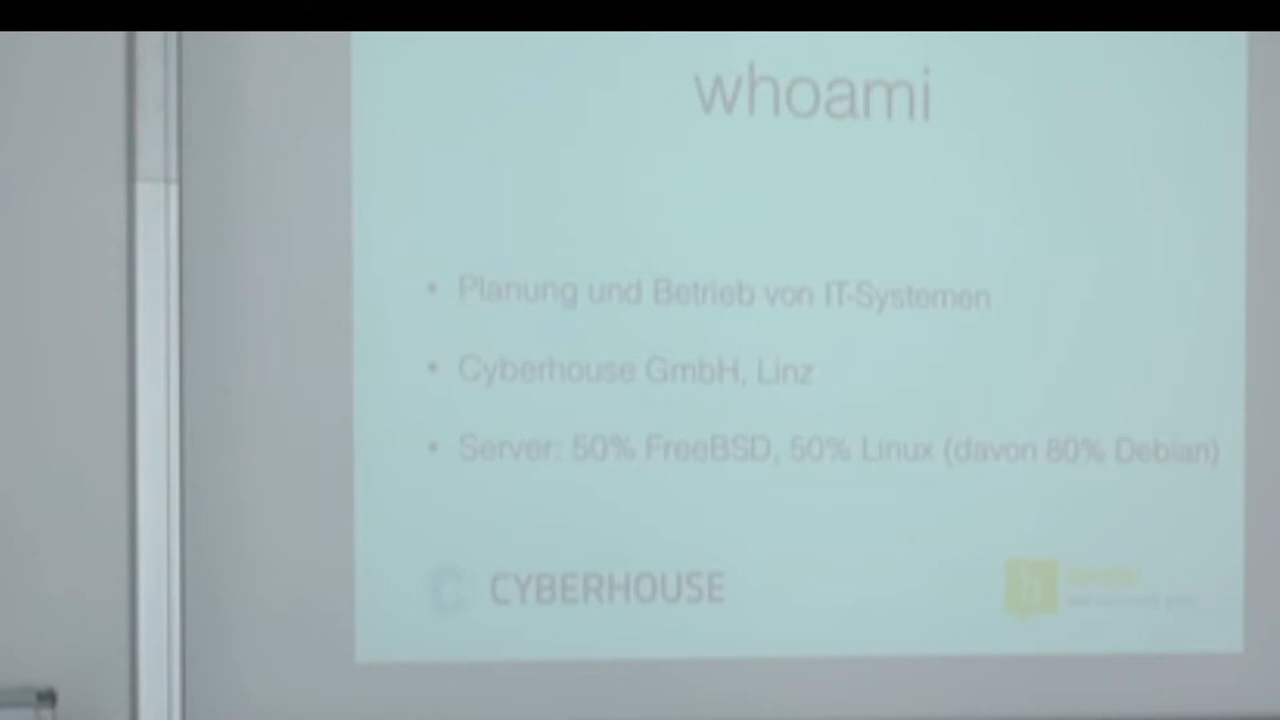 whoami
• Planung und Betrieb von IT-Systemen
• Cyberhouse GmbH, Linz
• Server: 50% FreeBSD, 50% Linux (davon 80% Debian)
CYBERHOUSE